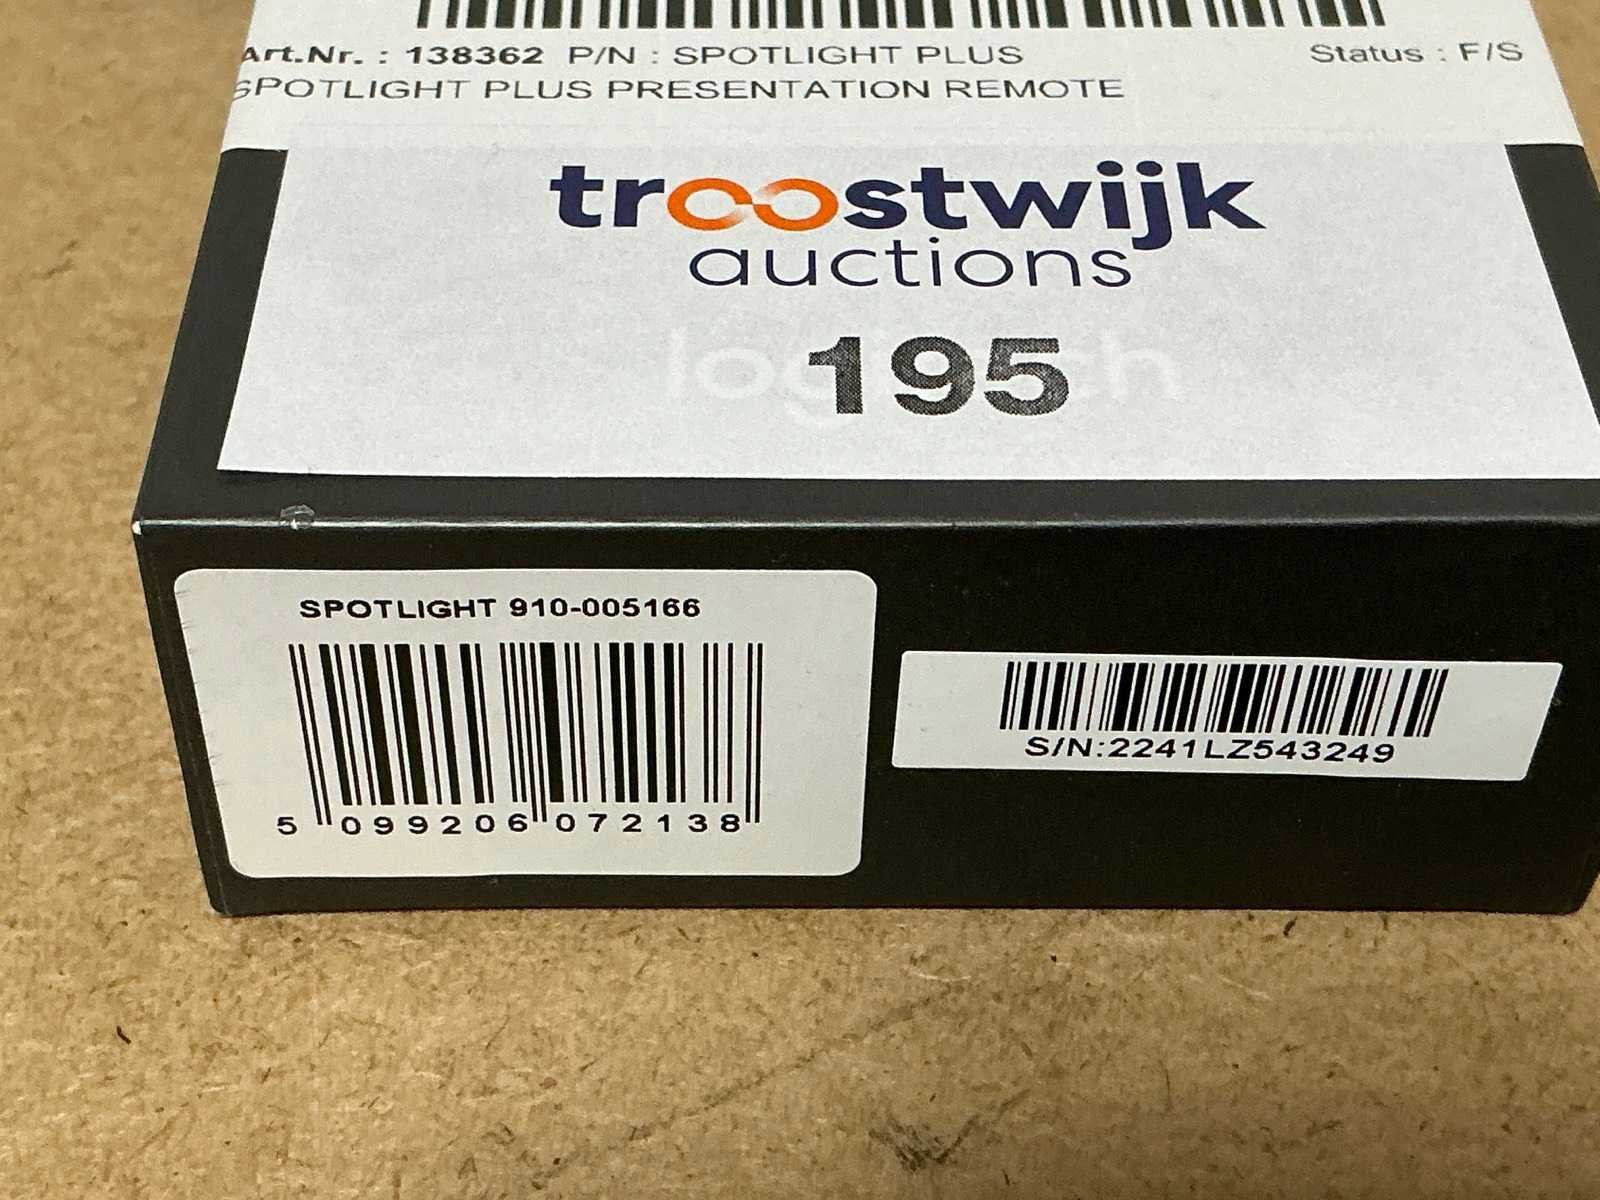 Art.Nr. : 138362 P/N : SPOTLIGHT PLUS Status : F/S
SPOTLIGHT PLUS PRESENTATION REMOTE
troostwijk
auctions
logitech
195
SPOTLIGHT 910-005166
5 099206 072138
S/N:2241LZ543249